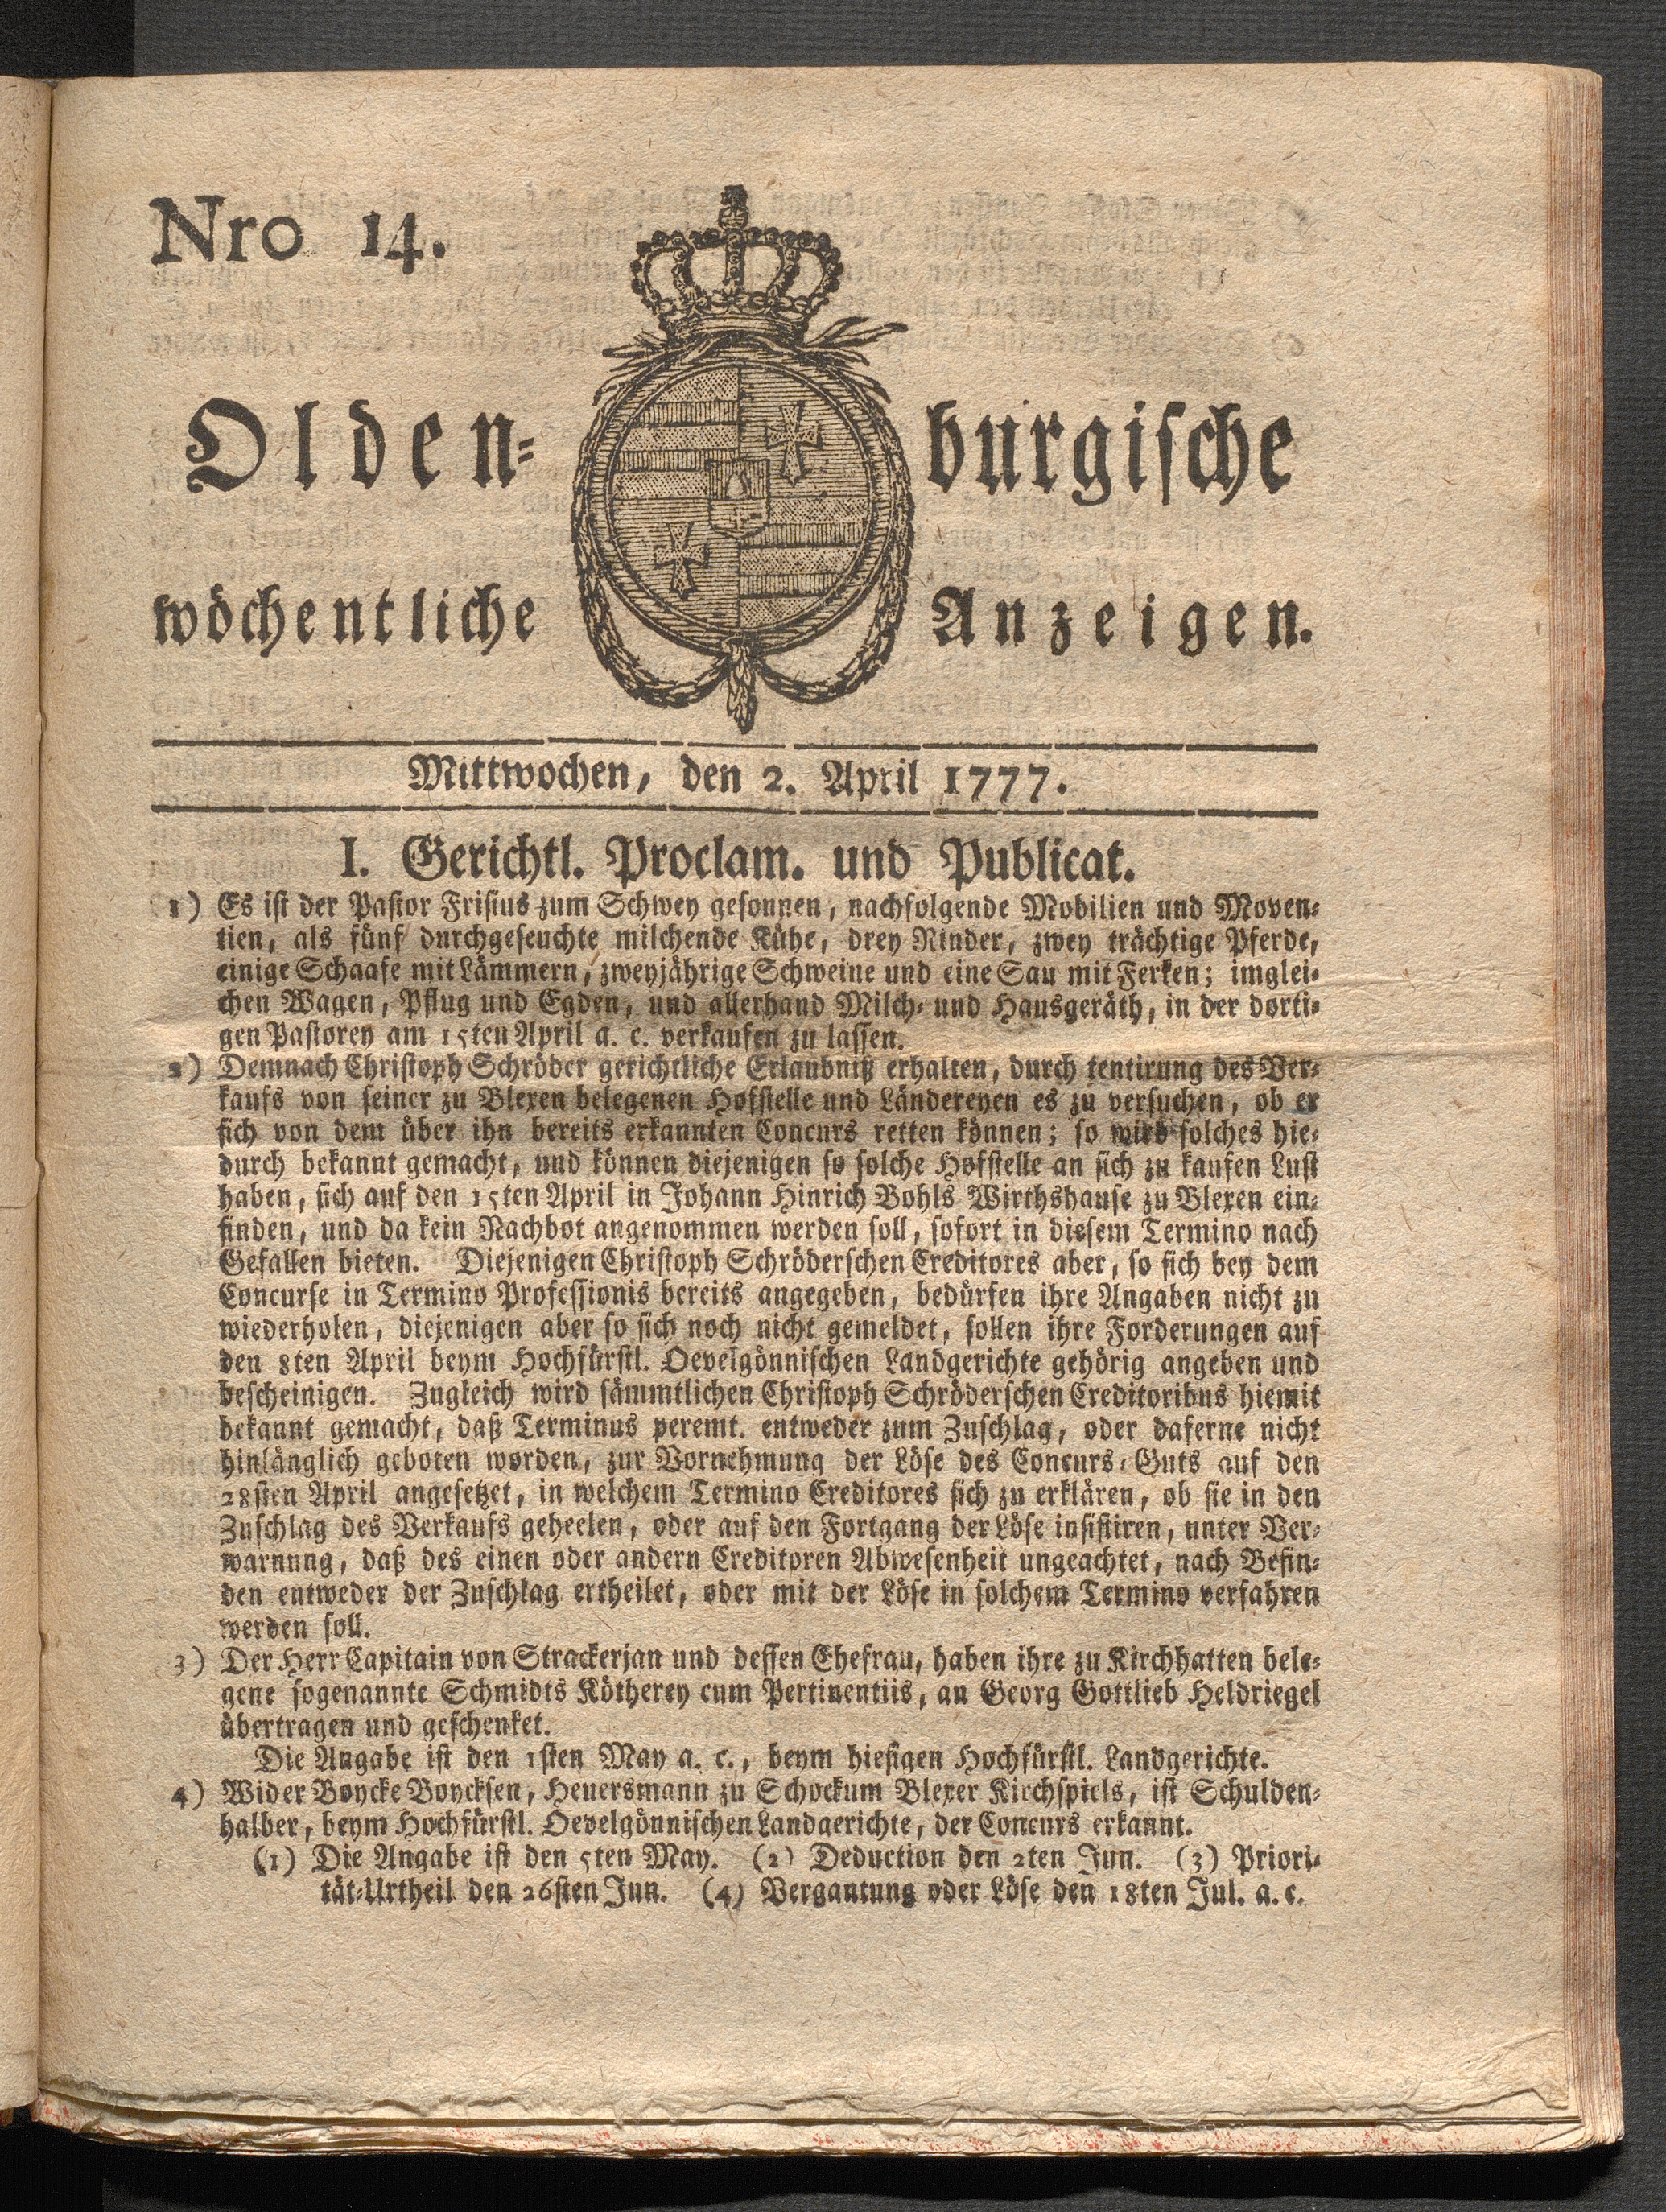 Nro 14.
Olden-burgische
wöchentliche Anzeigen.
Mittwochen, den 2. April 1777.
I. Gerichtl. Proclam. und Publicat.
1) Es ist der Pastor Frisius zum Schwey gesonnen, nachfolgende Mobilien und Moven-
tien, als fünf durchgeseuchte milchende Kühe, drey Rinder, zwey trächtige Pferde,
einige Schaafe mit Lämmern, zweyjährige Schweine und eine Sau mit Ferken; imglei-
chen Wagen, Pflug und Egden, und allerhand Milch- und Hausgeräth, in der dorti-
gen Pastorey am 15ten April a. c. verkaufen zu lassen.
2) Demnach Christoph Schröder gerichtliche Erlaubniß erhalten, durch tentirung des Ver-
kaufs von seiner zu Blexen belegenen Hofstelle und Ländereyen es zu versuchen, ob er
sich von dem über ihn bereits erkannten Concurs retten können; so wird solches hie-
durch bekannt gemacht, und können diejenigen so solche Hofstelle an sich zu kaufen Lust
haben, sich auf den 15ten April in Johann Hinrich Bohls Wirthshause zu Blexen ein-
finden, und da kein Nachbot angenommen werden soll, sofort in diesem Termino nach
Gefallen bieten. Diejenigen Christoph Schröderschen Creditores aber, so sich bey dem
Concurse in Termino Professionis bereits angegeben, bedürfen ihre Angaben nicht zu
wiederholen, diejenigen aber so sich noch nicht gemeldet, sollen ihre Forderungen auf
den 8ten April beym Hochfürstl. Oevelgönnischen Landgerichte gehörig angeben und
bescheinigen. Zugleich wird sämmtlichen Christoph Schröderschen Creditoribus hiemit
bekannt gemacht, daß Terminus peremt. entweder zum Zuschlag, oder daferne nicht
hinlänglich geboten worden, zur Vornehmung der Löse des Concurs-Guts auf den
28sten April angesetzet, in welchem Termino Creditores sich zu erklären, ob sie in den
Zuschlag des Verkaufs geheelen, oder auf den Fortgang der Löse insistiren, unter Ver-
warnung, daß des einen oder andern Creditoren Abwesenheit ungeachtet, nach Befin-
den entweder der Zuschlag ertheilet, oder mit der Löse in solchem Termino verfahren
werden soll.
3) Der Herr Capitain von Strackerjan und dessen Ehefrau, haben ihre zu Kirchhatten bele-
gene sogenannte Schmidts Kötherey cum Pertinentiis, an Georg Gottlieb Heldriegel
übertragen und geschenket.
Die Angabe ist den 1sten May a. c., beym hiesigen Hochfürstl. Landgerichte.
4) Wider Boycke Boycksen, Heuersmann zu Schockum Blexer Kirchspiels, ist Schulden-
halber, beym Hochfürstl. Oevelgönnischen Landgerichte, der Concurs erkannt.
(1) Die Angabe ist den 5ten May. (2) Deduction den 2ten Jun. (3) Priori-
tät-Urtheil den 26sten Jun. (4) Vergantung oder Löse den 18ten Jul. a. c.